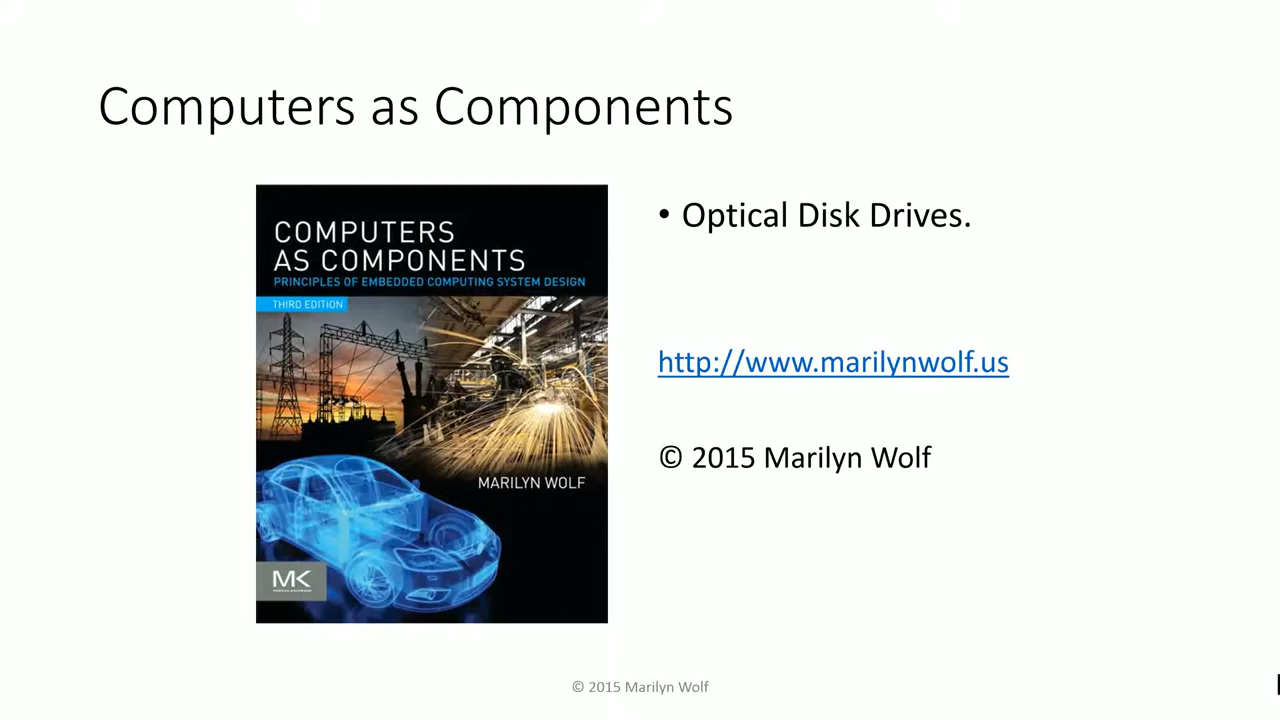 Computers as Components
COMPUTERS
AS COMPONENTS
PRINCIPLES OF EMBEDDED COMPUTING SYSTEM DESIGN
THIRD EDITION
MARILYN WOLF
MK
• Optical Disk Drives.
http://www.marilynwolf.us
© 2015 Marilyn Wolf
© 2015 Marilyn Wolf